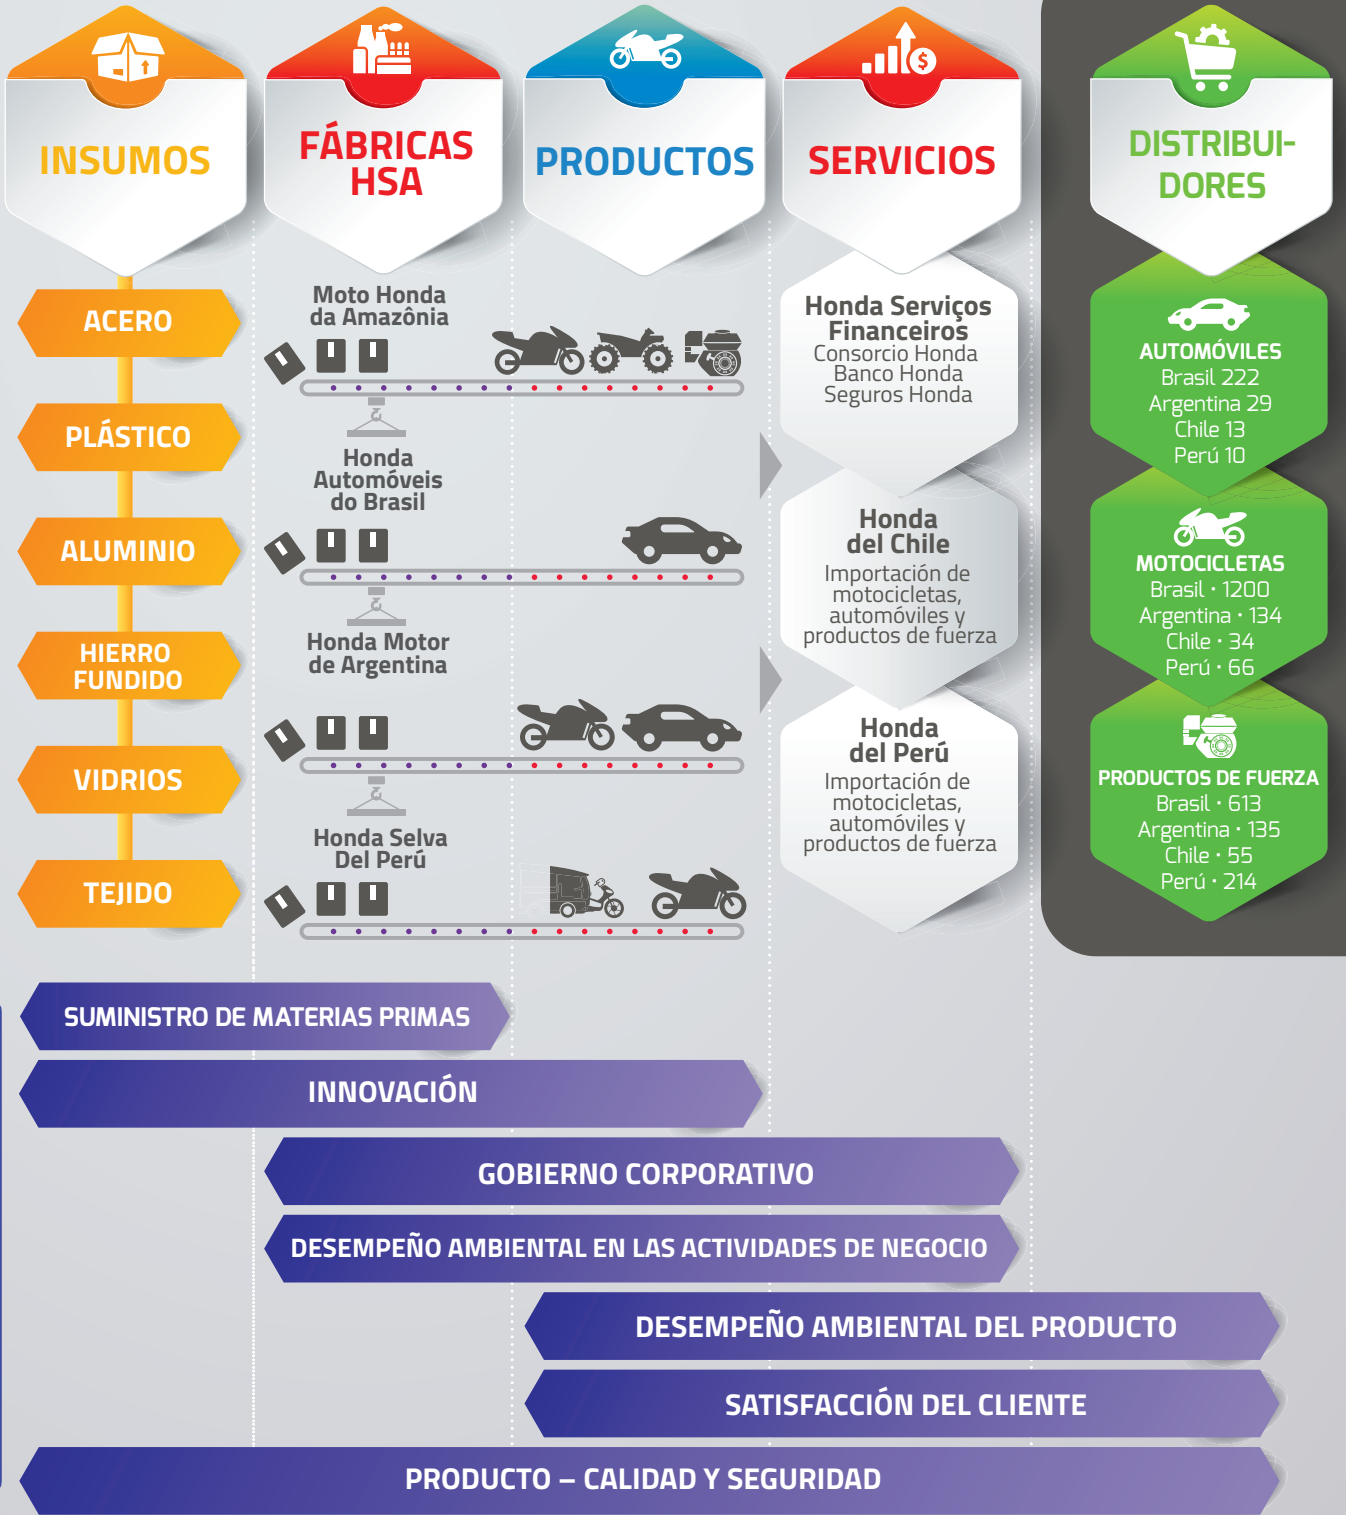 INSUMOS
FÁBRICAS
HSA
PRODUCTOS
SERVICIOS
DISTRIBUI-
DORES
ACERO
PLÁSTICO
ALUMINIO
HIERRO
FUNDIDO
VIDRIOS
TEJIDO
Moto Honda
da Amazônia
Honda
Automóveis
do Brasil
Honda Motor
de Argentina
Honda Selva
Del Perú
Honda Serviços
Financeiros
Consorcio Honda
Banco Honda
Seguros Honda
Honda
del Chile
Importación de
motocicletas,
automóviles y
productos de fuerza
Honda
del Perú
Importación de
motocicletas,
automóviles y
productos de fuerza
AUTOMÓVILES
Brasil 222
Argentina 29
Chile 13
Perú 10
MOTOCICLETAS
Brasil · 1200
Argentina · 134
Chile · 34
Perú · 66
PRODUCTOS DE FUERZA
Brasil · 613
Argentina · 135
Chile · 55
Perú · 214
SUMINISTRO DE MATERIAS PRIMAS
INNOVACIÓN
GOBIERNO CORPORATIVO
DESEMPEÑO AMBIENTAL EN LAS ACTIVIDADES DE NEGOCIO
DESEMPEÑO AMBIENTAL DEL PRODUCTO
SATISFACCIÓN DEL CLIENTE
PRODUCTO – CALIDAD Y SEGURIDAD